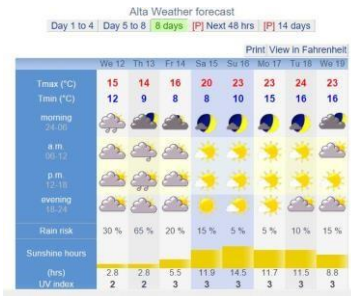 Alta Weather forecast
Day 1 to 4 Day 5 to 8 8 days [P] Next 48 hrs [P] 14 days
Print View in Fahrenheit
We 12 Th 13 Fr 14 Sa 15 Su 16 Mo 17 Tu 18 We 19
Tmax (°C) 15 14 16 20 23 23 24 23
Tmin (°C) 12 9 8 8 10 15 16 16
morning
24-06
a.m.
06-12
p.m.
12-18
evening
18-24
Rain risk 30 % 65 % 20 % 15 % 5 % 5 % 10 % 15 %
Sunshine hours
(hrs) 2.8 2.8 5.5 11.9 14.5 11.7 11.5 8.8
UV index 2 2 3 3 3 3 3 3